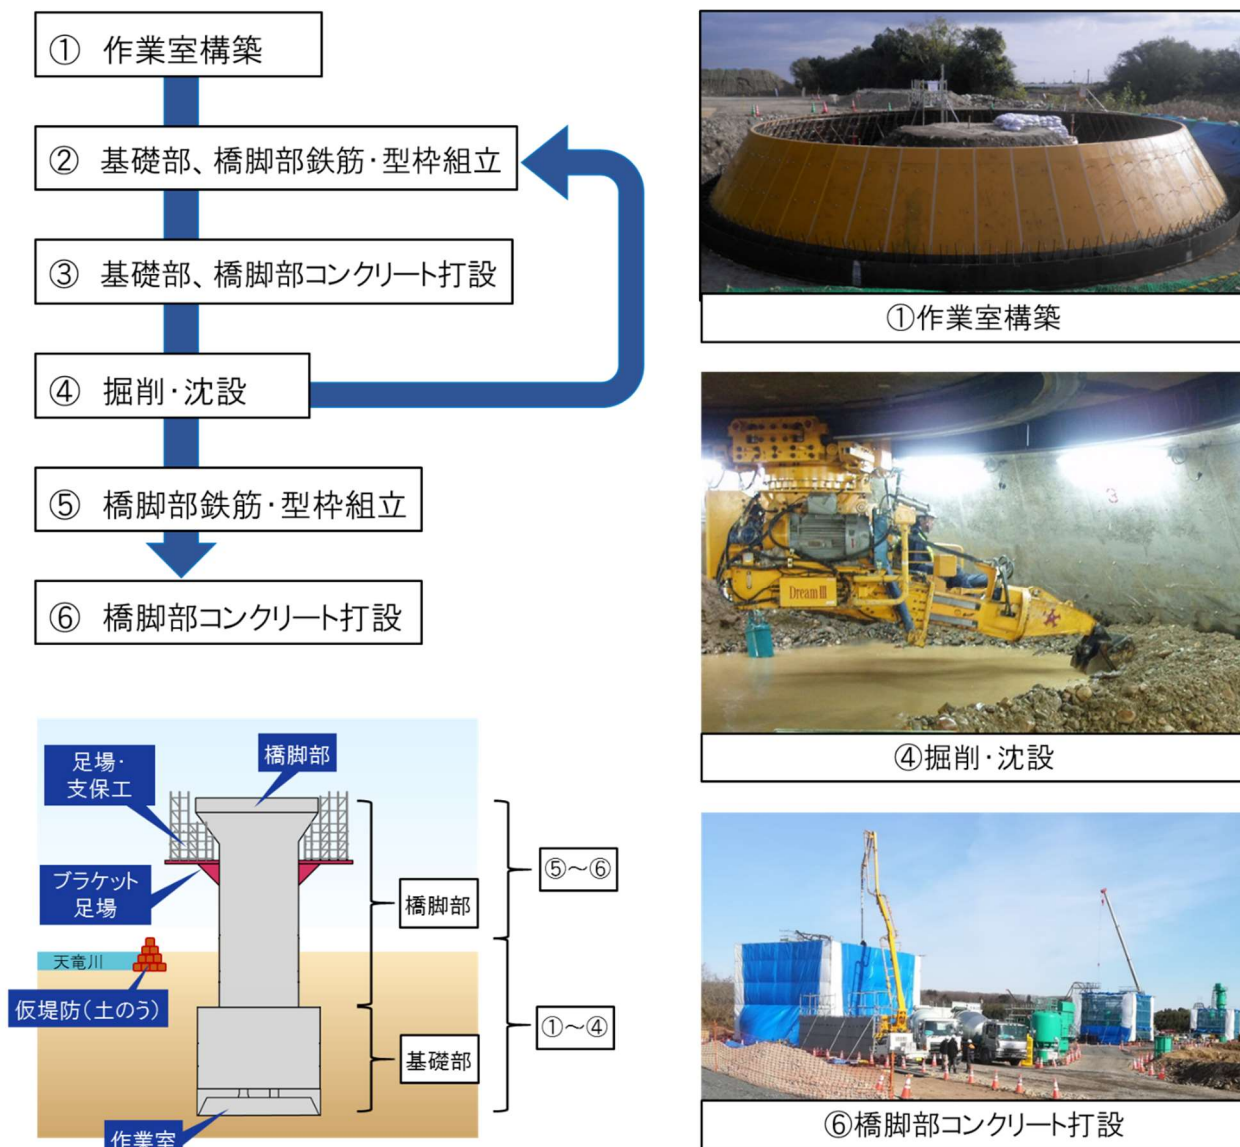 ① 作業室構築
② 基礎部、橋脚部鉄筋・型枠組立
③ 基礎部、橋脚部コンクリート打設
④ 掘削・沈設
⑤ 橋脚部鉄筋・型枠組立
⑥ 橋脚部コンクリート打設
①作業室構築
3
Dream III
④掘削・沈設
⑥橋脚部コンクリート打設
足場・
支保工
橋脚部
ブラケット
足場
天竜川
仮堤防(土のう)
作業室
橋脚部
基礎部
⑤～⑥
①～④